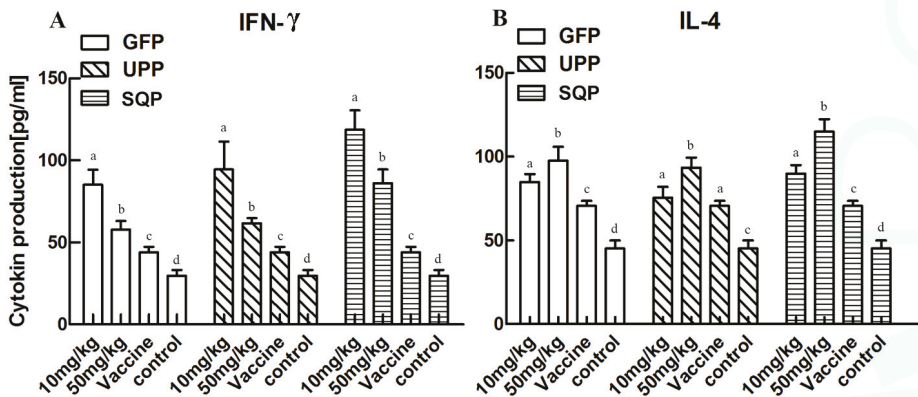 A IFN-γ
GFP
UPP
SQP
Cytokin production[pg/ml]
150
100
50
0
a b c d
a b c d
a b c d
10mg/kg 50mg/kg Vaccine control
10mg/kg 50mg/kg Vaccine control
10mg/kg 50mg/kg Vaccine control
B IL-4
GFP
UPP
SQP
150
100
50
0
a b c d
a b a c
a b c d
10mg/kg 50mg/kg Vaccine control
10mg/kg 50mg/kg Vaccine control
10mg/kg 50mg/kg Vaccine control